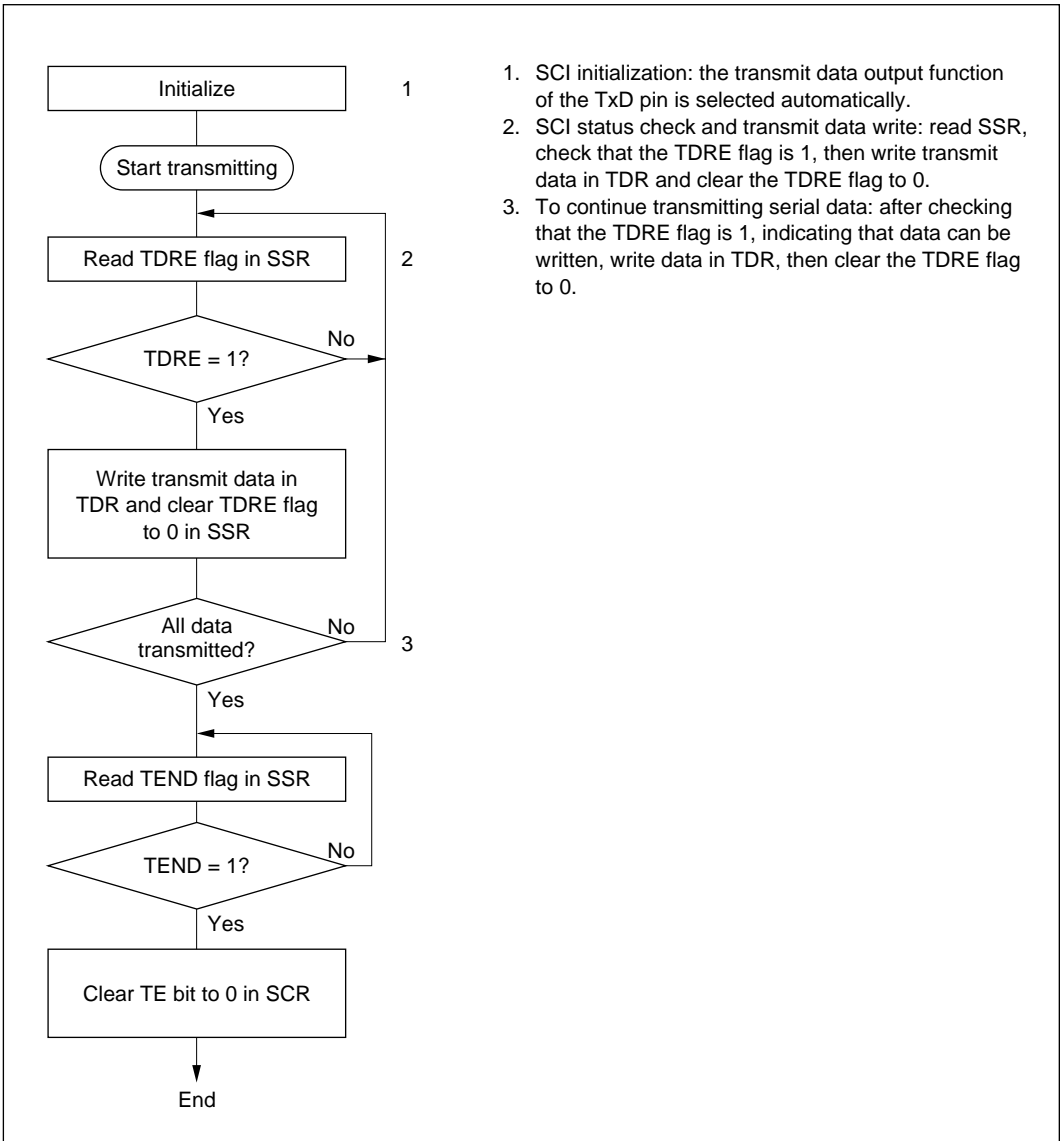 Initialize
1
Start transmitting
Read TDRE flag in SSR
2
No
TDRE = 1?
Yes
Write transmit data in
TDR and clear TDRE flag
to 0 in SSR
All data
transmitted?
No
3
Yes
Read TEND flag in SSR
No
TEND = 1?
Yes
Clear TE bit to 0 in SCR
End
1. SCI initialization: the transmit data output function
of the TxD pin is selected automatically.
2. SCI status check and transmit data write: read SSR,
check that the TDRE flag is 1, then write transmit
data in TDR and clear the TDRE flag to 0.
3. To continue transmitting serial data: after checking
that the TDRE flag is 1, indicating that data can be
written, write data in TDR, then clear the TDRE flag
to 0.